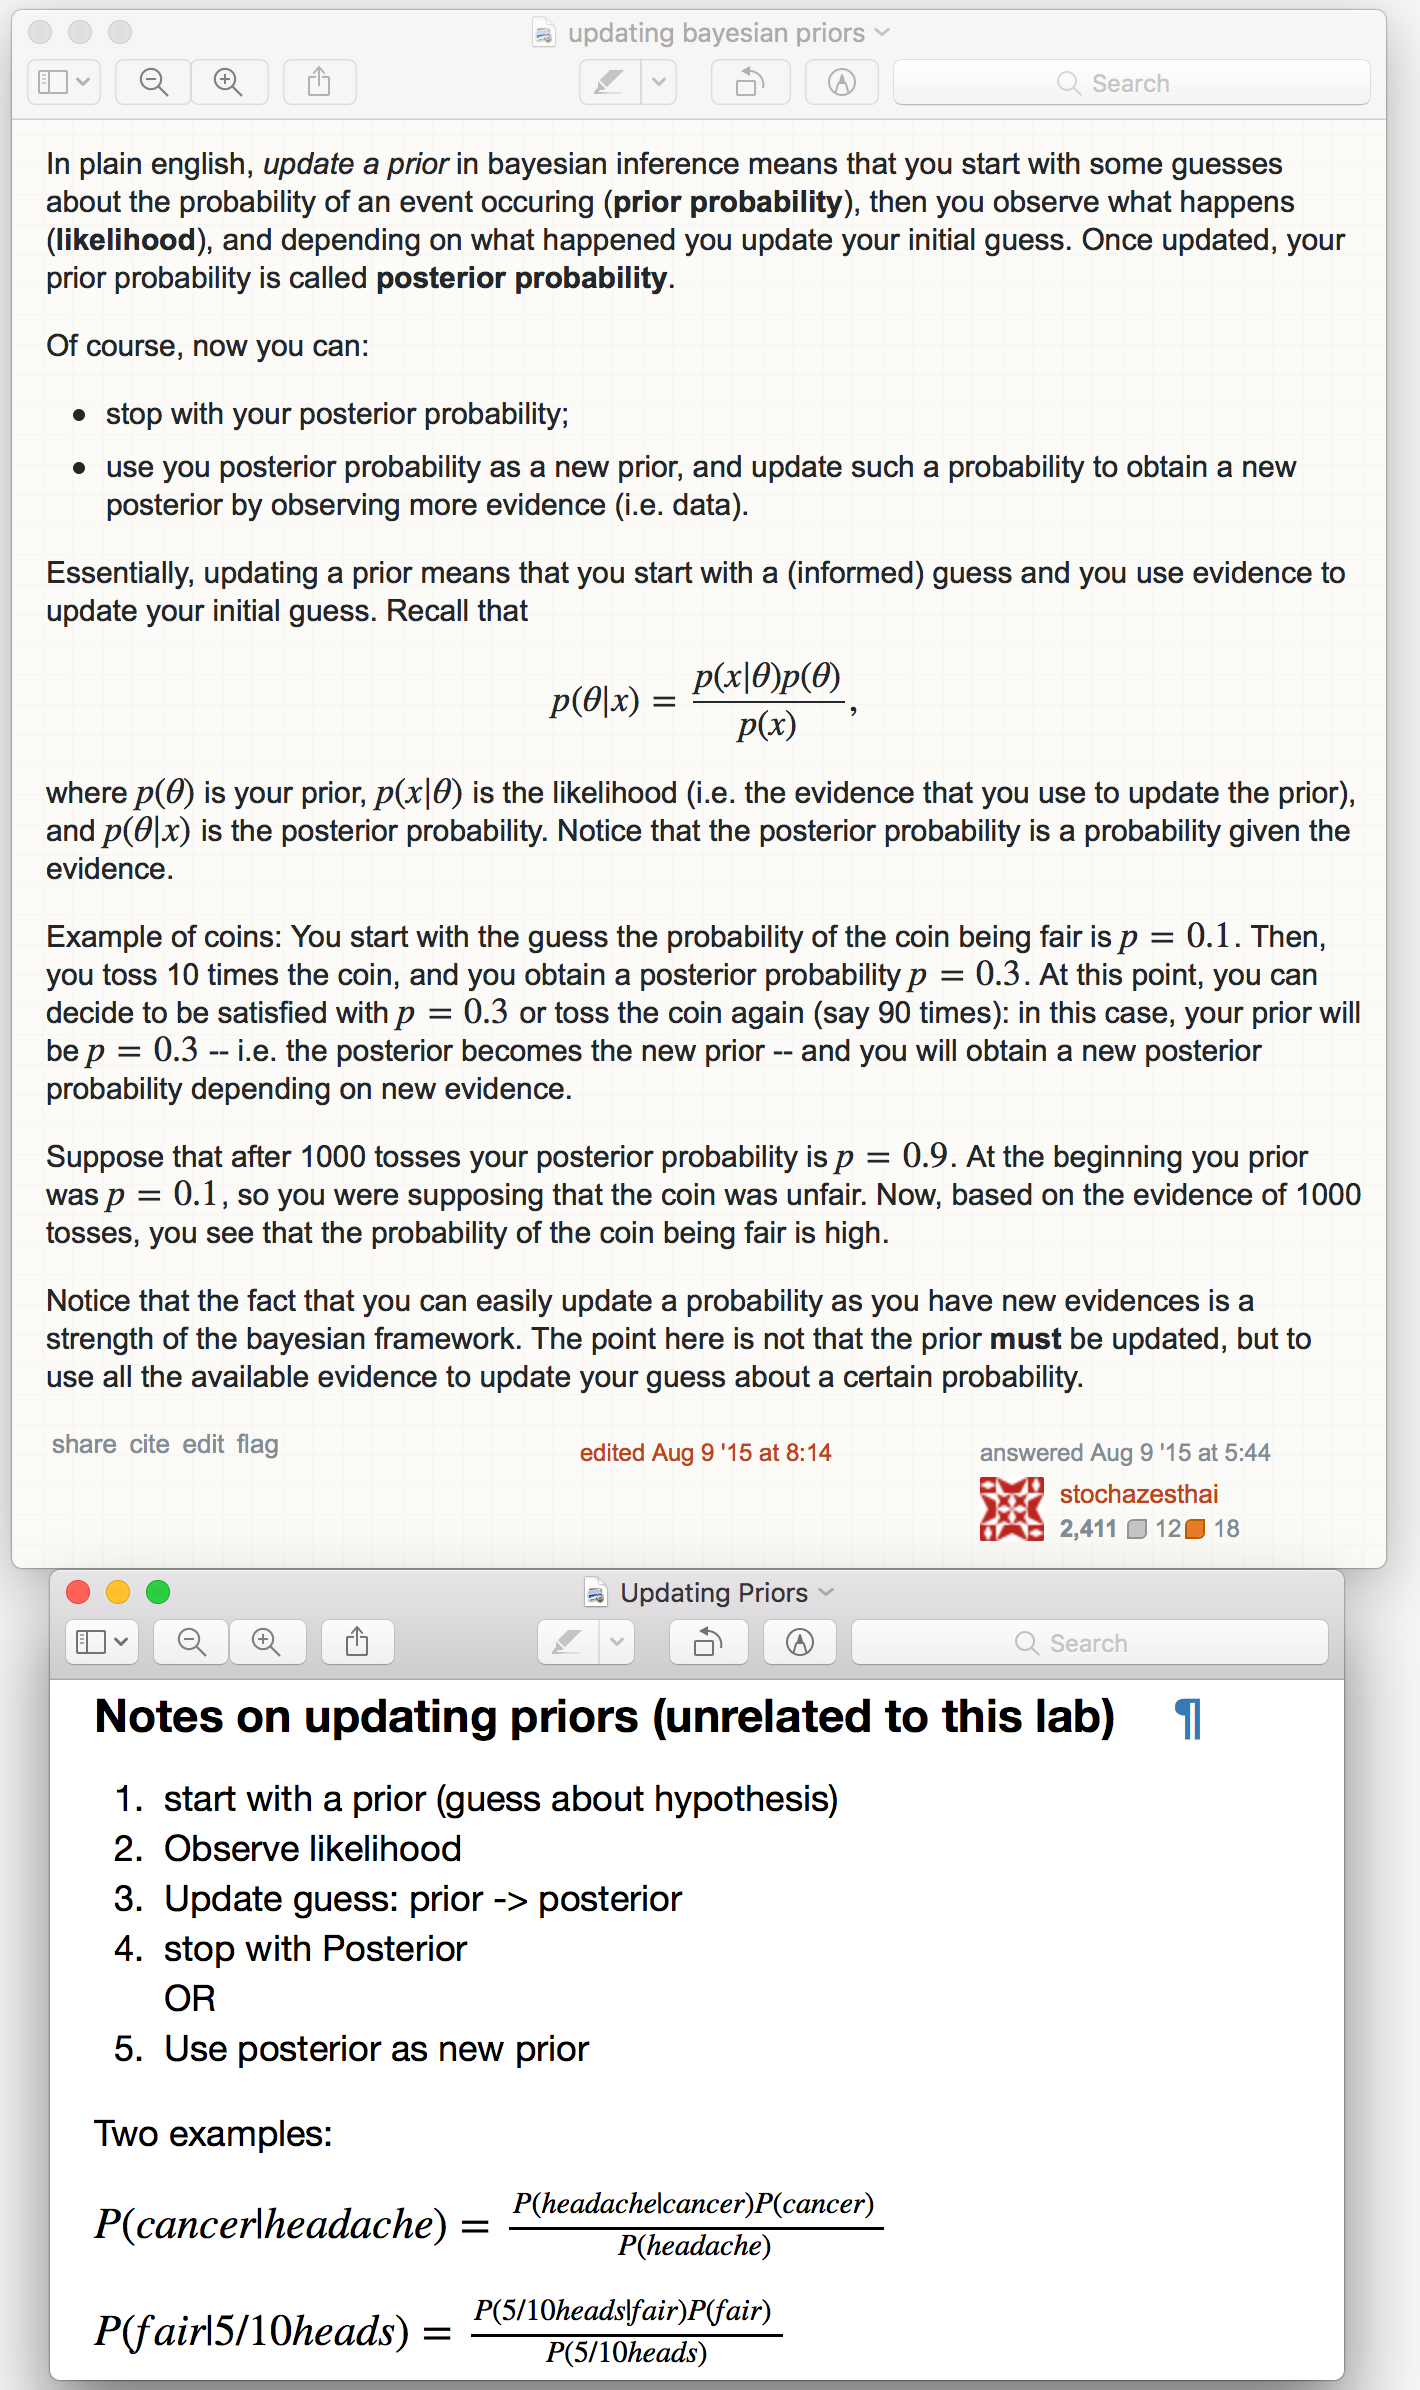 updating bayesian priors
Search
In plain english, update a prior in bayesian inference means that you start with some guesses
about the probability of an event occuring (prior probability), then you observe what happens
(likelihood), and depending on what happened you update your initial guess. Once updated, your
prior probability is called posterior probability.
Of course, now you can:
• stop with your posterior probability;
• use you posterior probability as a new prior, and update such a probability to obtain a new
posterior by observing more evidence (i.e. data).
Essentially, updating a prior means that you start with a (informed) guess and you use evidence to
update your initial guess. Recall that
p(θ|x) = p(x|θ)p(θ) / p(x),
where p(θ) is your prior, p(x|θ) is the likelihood (i.e. the evidence that you use to update the prior),
and p(θ|x) is the posterior probability. Notice that the posterior probability is a probability given the
evidence.
Example of coins: You start with the guess the probability of the coin being fair is p = 0.1. Then,
you toss 10 times the coin, and you obtain a posterior probability p = 0.3. At this point, you can
decide to be satisfied with p = 0.3 or toss the coin again (say 90 times): in this case, your prior will
be p = 0.3 -- i.e. the posterior becomes the new prior -- and you will obtain a new posterior
probability depending on new evidence.
Suppose that after 1000 tosses your posterior probability is p = 0.9. At the beginning you prior
was p = 0.1, so you were supposing that the coin was unfair. Now, based on the evidence of 1000
tosses, you see that the probability of the coin being fair is high.
Notice that the fact that you can easily update a probability as you have new evidences is a
strength of the bayesian framework. The point here is not that the prior must be updated, but to
use all the available evidence to update your guess about a certain probability.
share cite edit flag
edited Aug 9 '15 at 8:14
answered Aug 9 '15 at 5:44
stochazesthai
2,411 12 18
Updating Priors
Search
Notes on updating priors (unrelated to this lab) ¶
1. start with a prior (guess about hypothesis)
2. Observe likelihood
3. Update guess: prior -> posterior
4. stop with Posterior
OR
5. Use posterior as new prior
Two examples:
P(cancer|headache) = P(headache|cancer)P(cancer) / P(headache)
P(fair|5/10heads) = P(5/10heads|fair)P(fair) / P(5/10heads)